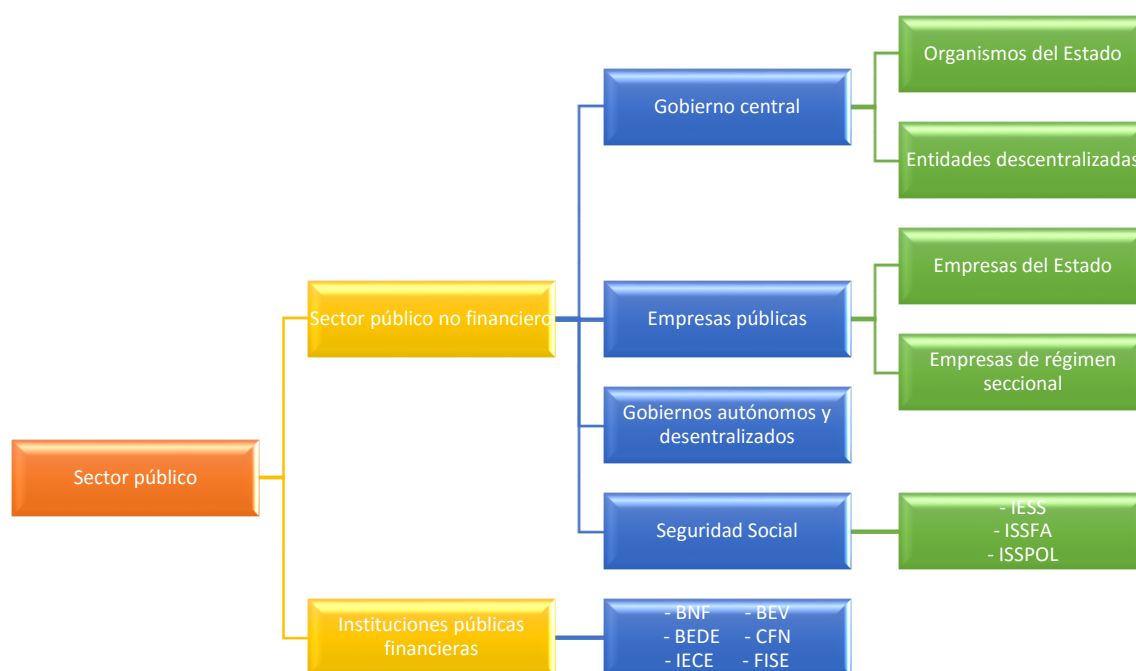 Sector público
Sector público no financiero
Gobierno central
Organismos del Estado
Entidades descentralizadas
Empresas públicas
Empresas del Estado
Empresas de régimen
seccional
Gobiernos autónomos y
desentralizados
Seguridad Social
- IESS
- ISSFA
- ISSPOL
Instituciones públicas
financieras
- BNF - BEV
- BEDE - CFN
- IECE - FISE